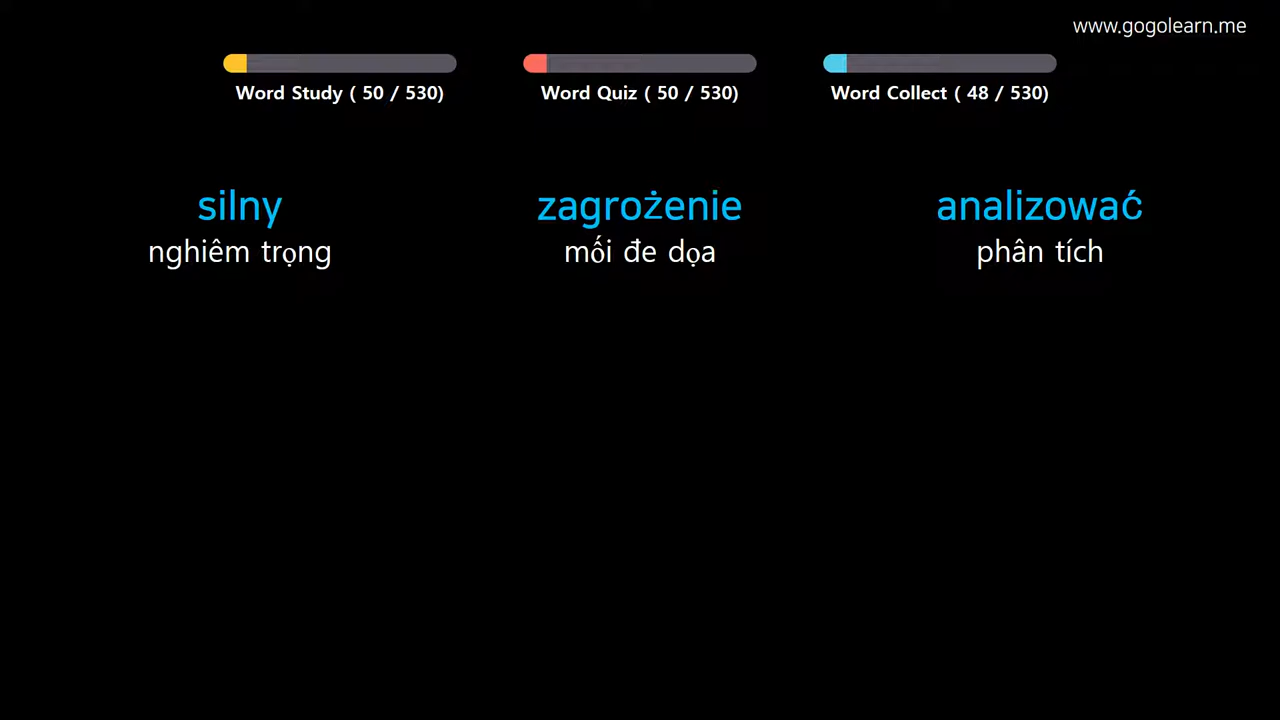 www.gogolearn.me
Word Study ( 50 / 530)
Word Quiz ( 50 / 530)
Word Collect ( 48 / 530)
silny
nghiêm trọng
zagrożenie
mối đe dọa
analizować
phân tích